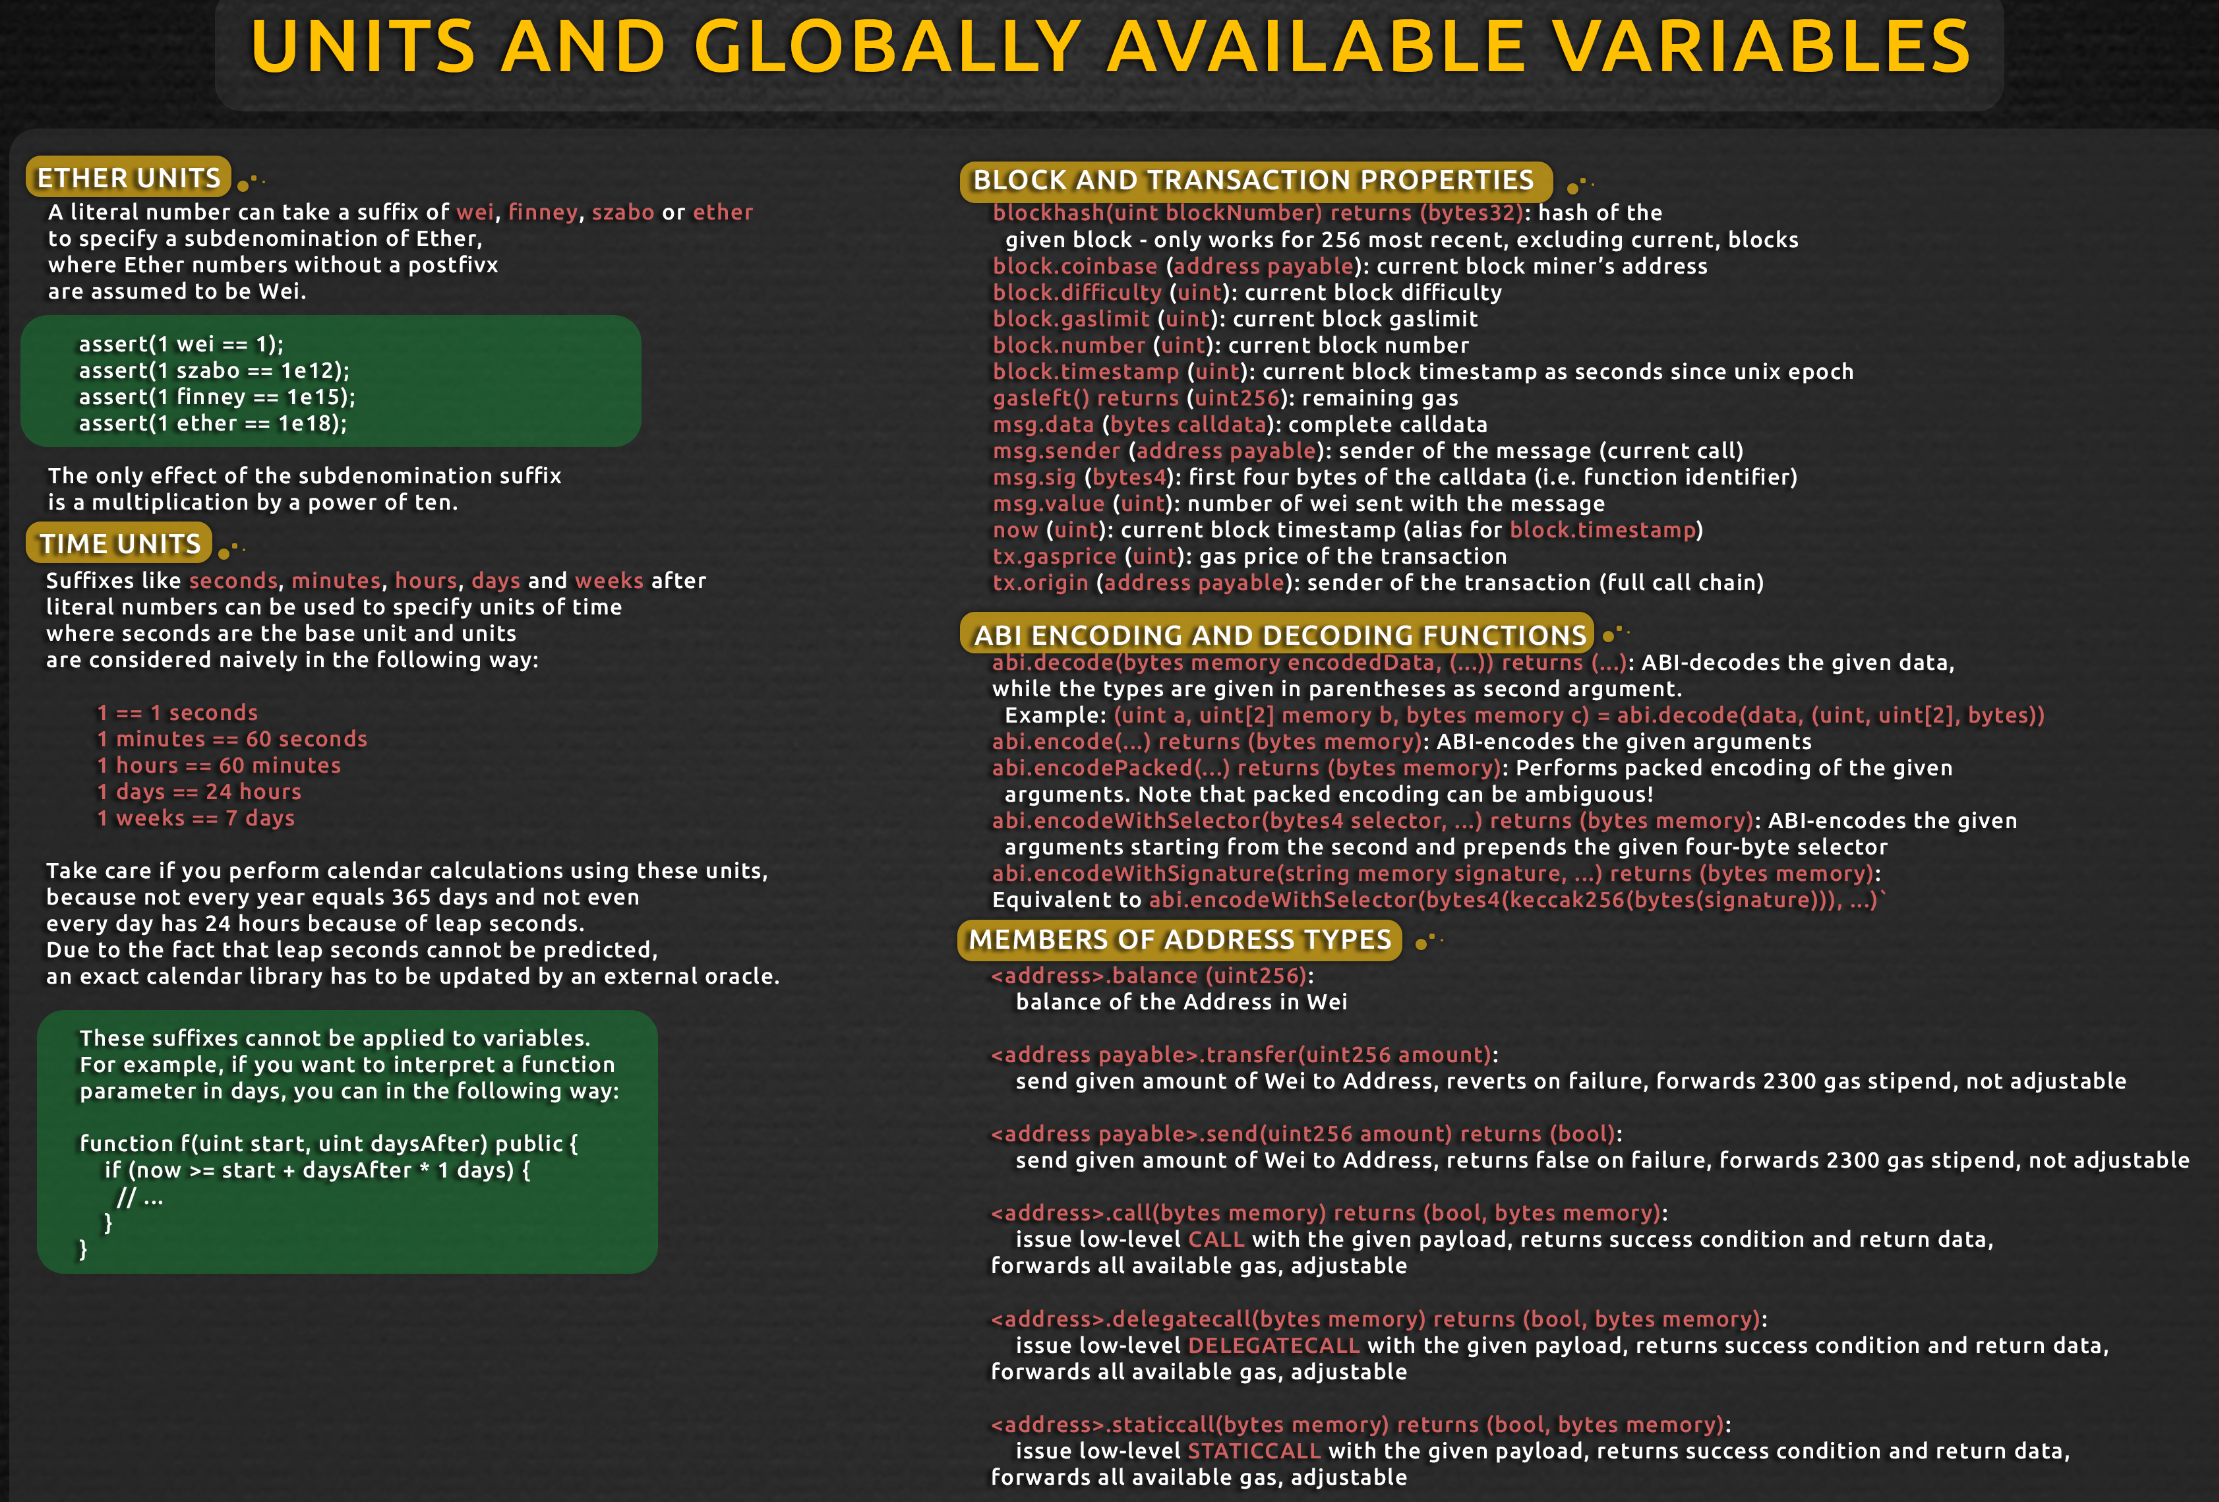 UNITS AND GLOBALLY AVAILABLE VARIABLES
ETHER UNITS
A literal number can take a suffix of wei, finney, szabo or ether
to specify a subdenomination of Ether,
where Ether numbers without a postfivx
are assumed to be Wei.
assert(1 wei == 1);
assert(1 szabo == 1e12);
assert(1 finney == 1e15);
assert(1 ether == 1e18);
The only effect of the subdenomination suffix
is a multiplication by a power of ten.
TIME UNITS
Suffixes like seconds, minutes, hours, days and weeks after
literal numbers can be used to specify units of time
where seconds are the base unit and units
are considered naively in the following way:
1 == 1 seconds
1 minutes == 60 seconds
1 hours == 60 minutes
1 days == 24 hours
1 weeks == 7 days
Take care if you perform calendar calculations using these units,
because not every year equals 365 days and not even
every day has 24 hours because of leap seconds.
Due to the fact that leap seconds cannot be predicted,
an exact calendar library has to be updated by an external oracle.
These suffixes cannot be applied to variables.
For example, if you want to interpret a function
parameter in days, you can in the following way:
function f(uint start, uint daysAfter) public {
if (now >= start + daysAfter * 1 days) {
// ...
}
}
BLOCK AND TRANSACTION PROPERTIES
blockhash(uint blockNumber) returns (bytes32): hash of the
given block - only works for 256 most recent, excluding current, blocks
block.coinbase (address payable): current block miner's address
block.difficulty (uint): current block difficulty
block.gaslimit (uint): current block gaslimit
block.number (uint): current block number
block.timestamp (uint): current block timestamp as seconds since unix epoch
gasleft() returns (uint256): remaining gas
msg.data (bytes calldata): complete calldata
msg.sender (address payable): sender of the message (current call)
msg.sig (bytes4): first four bytes of the calldata (i.e. function identifier)
msg.value (uint): number of wei sent with the message
now (uint): current block timestamp (alias for block.timestamp)
tx.gasprice (uint): gas price of the transaction
tx.origin (address payable): sender of the transaction (full call chain)
ABI ENCODING AND DECODING FUNCTIONS
abi.decode(bytes memory encodedData, (...)) returns (...): ABI-decodes the given data,
while the types are given in parentheses as second argument.
Example: (uint a, uint[2] memory b, bytes memory c) = abi.decode(data, (uint, uint[2], bytes))
abi.encode(...) returns (bytes memory): ABI-encodes the given arguments
abi.encodePacked(...) returns (bytes memory): Performs packed encoding of the given
arguments. Note that packed encoding can be ambiguous!
abi.encodeWithSelector(bytes4 selector, ...) returns (bytes memory): ABI-encodes the given
arguments starting from the second and prepends the given four-byte selector
abi.encodeWithSignature(string memory signature, ...) returns (bytes memory):
Equivalent to abi.encodeWithSelector(bytes4(keccak256(bytes(signature))), ...)`
MEMBERS OF ADDRESS TYPES
<address>.balance (uint256):
balance of the Address in Wei
<address payable>.transfer(uint256 amount):
send given amount of Wei to Address, reverts on failure, forwards 2300 gas stipend, not adjustable
<address payable>.send(uint256 amount) returns (bool):
send given amount of Wei to Address, returns false on failure, forwards 2300 gas stipend, not adjustable
<address>.call(bytes memory) returns (bool, bytes memory):
issue low-level CALL with the given payload, returns success condition and return data,
forwards all available gas, adjustable
<address>.delegatecall(bytes memory) returns (bool, bytes memory):
issue low-level DELEGATECALL with the given payload, returns success condition and return data,
forwards all available gas, adjustable
<address>.staticcall(bytes memory) returns (bool, bytes memory):
issue low-level STATICCALL with the given payload, returns success condition and return data,
forwards all available gas, adjustable